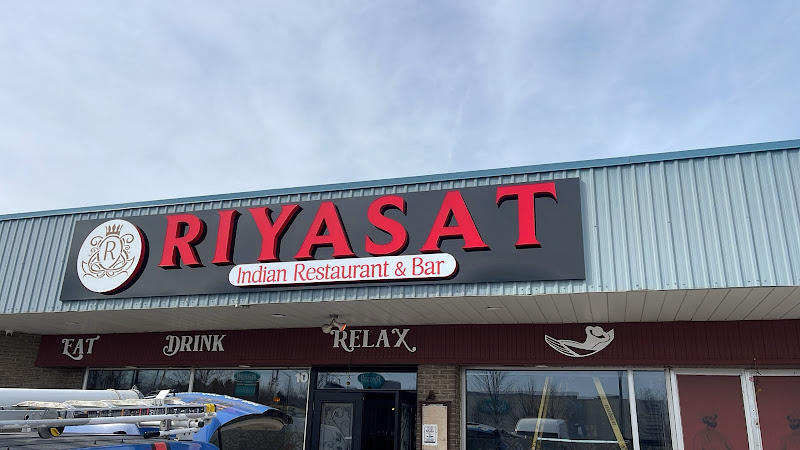 R
RIYASAT
Indian Restaurant & Bar
EAT DRINK RELAX
10